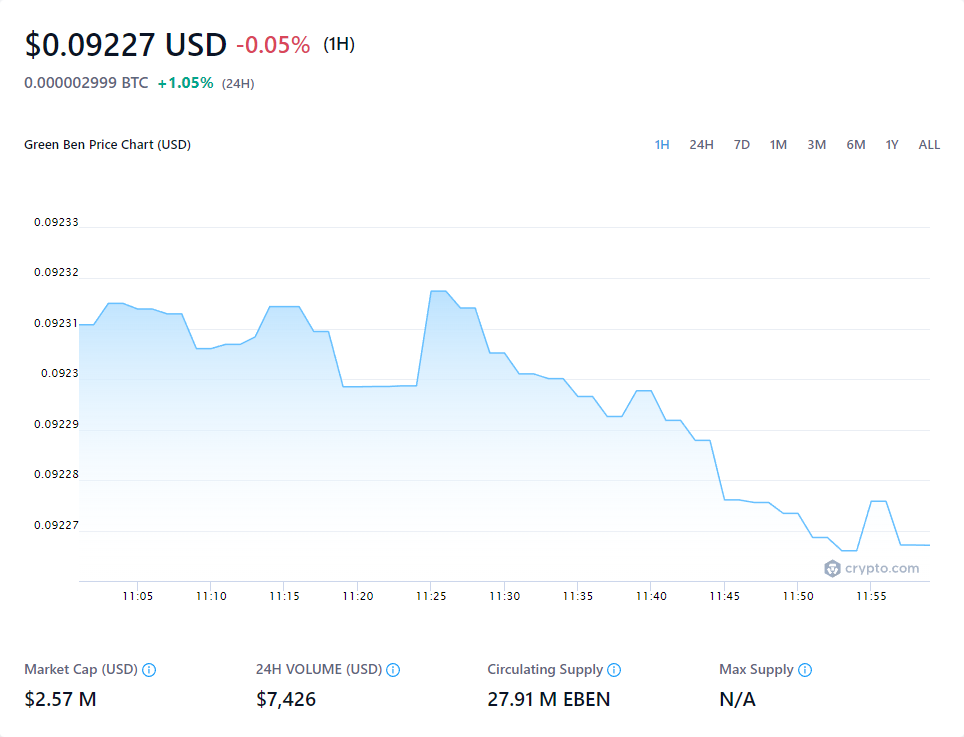 $0.09227 USD -0.05% (1H)
0.000002999 BTC +1.05% (24H)
Green Ben Price Chart (USD) 1H 24H 7D 1M 3M 6M 1Y ALL
0.09233
0.09232
0.09231
0.0923
0.09229
0.09228
0.09227
crypto.com
11:05 11:10 11:15 11:20 11:25 11:30 11:35 11:40 11:45 11:50 11:55
Market Cap (USD) 24H VOLUME (USD) Circulating Supply Max Supply
$2.57 M $7,426 27.91 M EBEN N/A